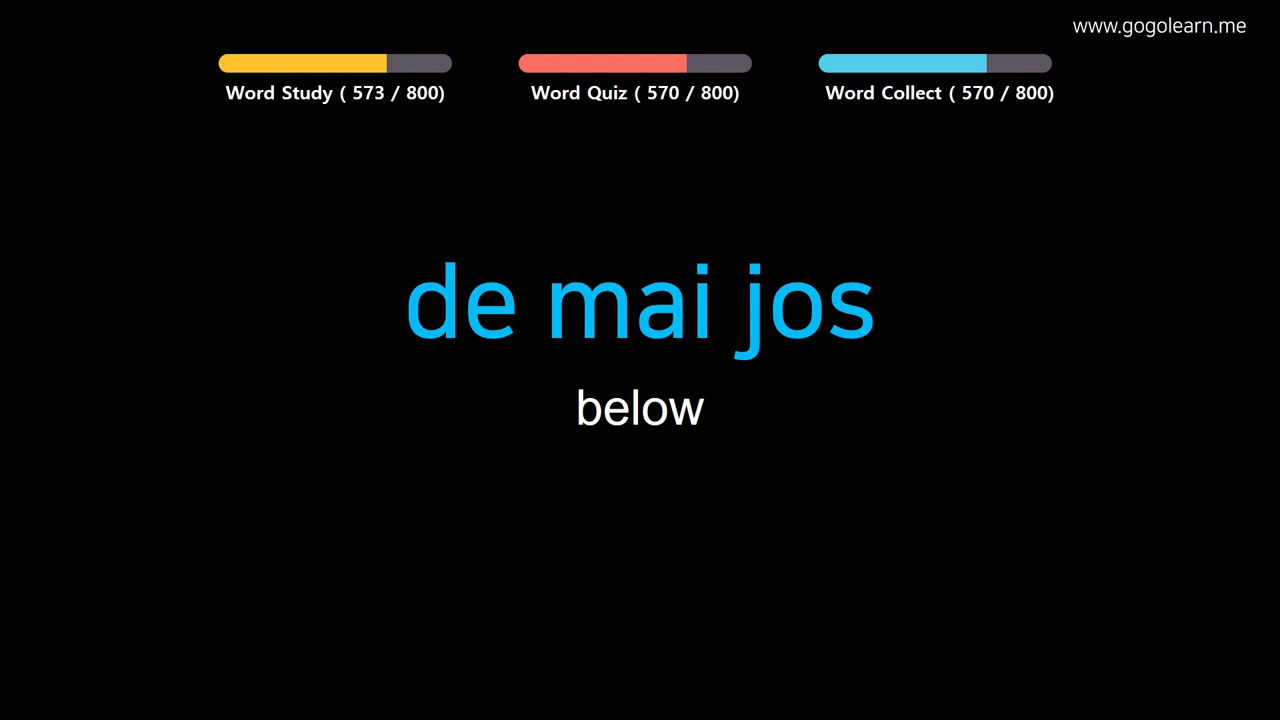 www.gogolearn.me
Word Study ( 573 / 800)
Word Quiz ( 570 / 800)
Word Collect ( 570 / 800)
de mai jos
below